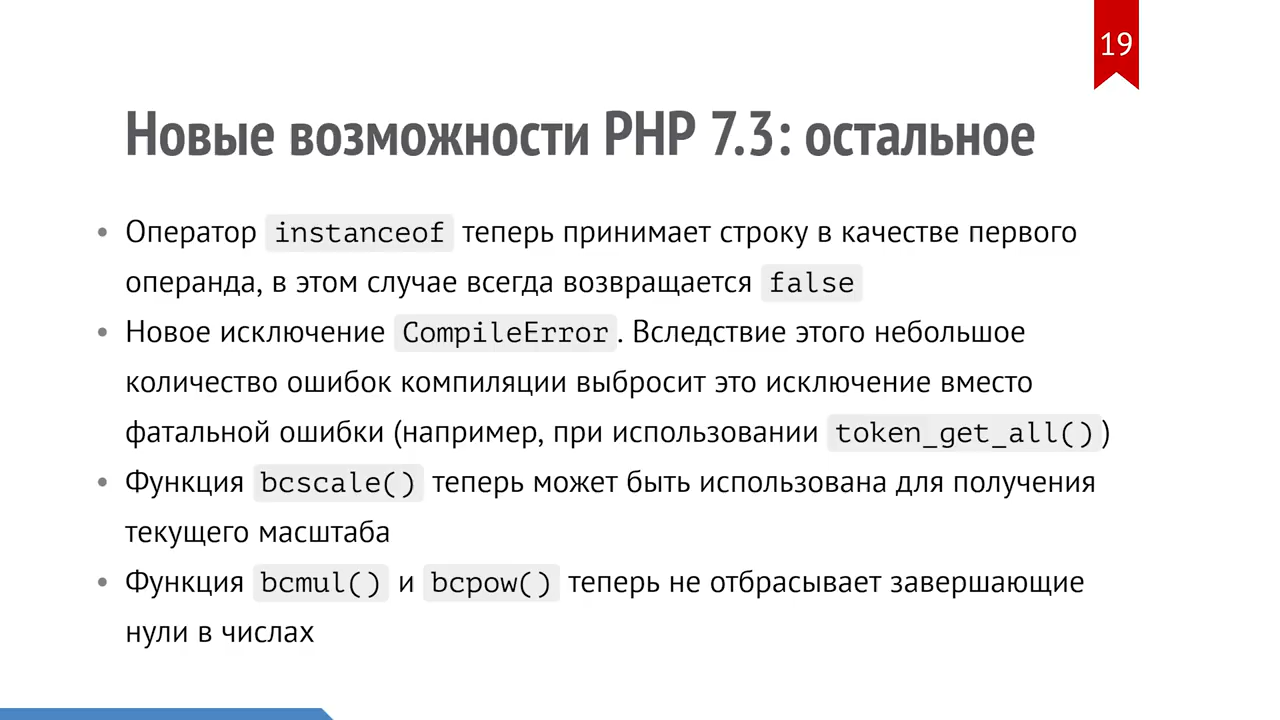 19
Новые возможности PHP 7.3: остальное
• Оператор instanceof теперь принимает строку в качестве первого
операнда, в этом случае всегда возвращается false
• Новое исключение CompileError. Вследствие этого небольшое
количество ошибок компиляции выбросит это исключение вместо
фатальной ошибки (например, при использовании token_get_all())
• Функция bcscale() теперь может быть использована для получения
текущего масштаба
• Функция bcmul() и bcpow() теперь не отбрасывает завершающие
нули в числах